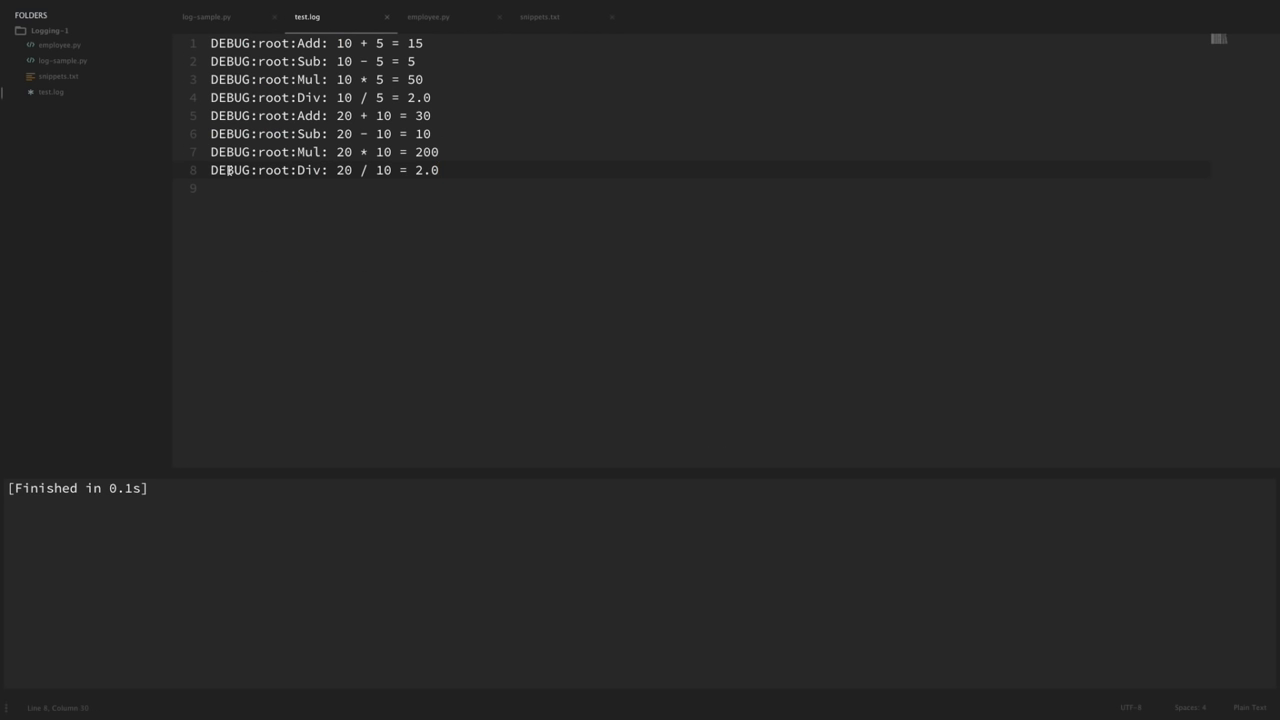 FOLDERS
Logging-1
employee.py
log-sample.py
snippets.txt
test.log
log-sample.py × test.log × employee.py × snippets.txt ×
1 DEBUG:root:Add: 10 + 5 = 15
2 DEBUG:root:Sub: 10 - 5 = 5
3 DEBUG:root:Mul: 10 * 5 = 50
4 DEBUG:root:Div: 10 / 5 = 2.0
5 DEBUG:root:Add: 20 + 10 = 30
6 DEBUG:root:Sub: 20 - 10 = 10
7 DEBUG:root:Mul: 20 * 10 = 200
8 DEBUG:root:Div: 20 / 10 = 2.0
9
[Finished in 0.1s]
Line 8, Column 30 UTF-8 Spaces: 4 Plain Text